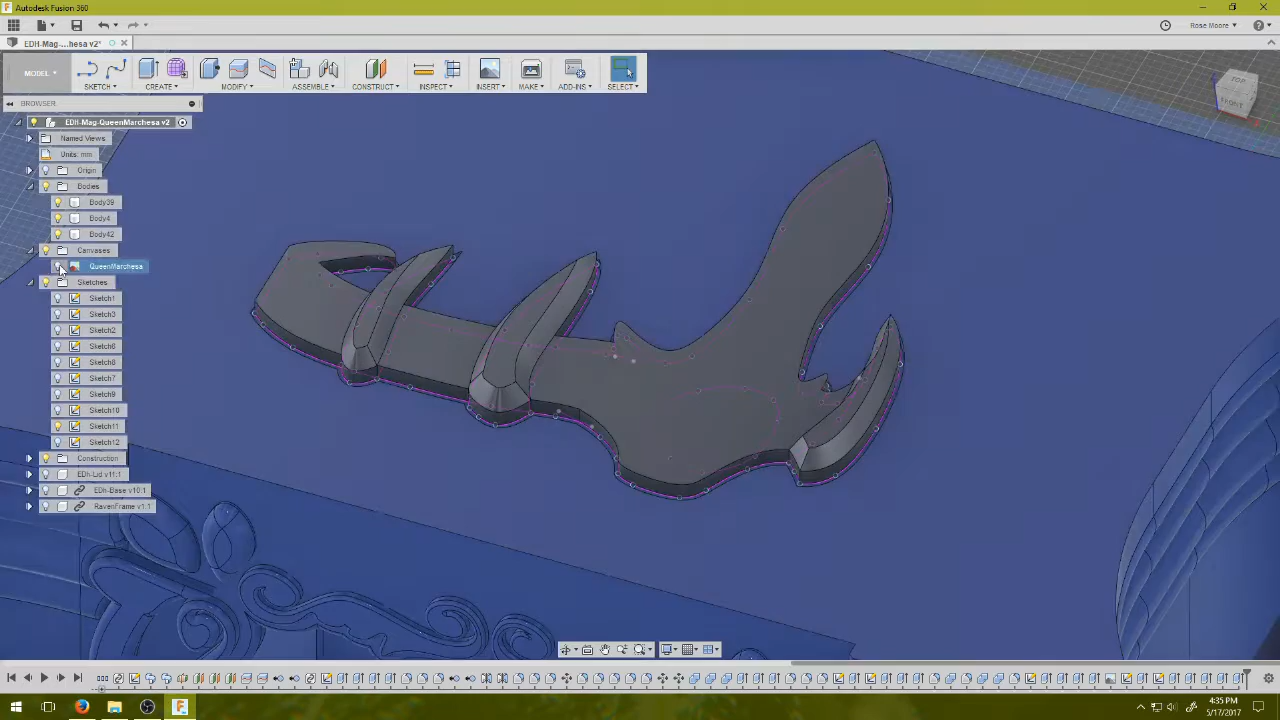 Autodesk Fusion 360
Rose Moore
EDH-Mag-...hesa v2*
MODEL
SKETCH
CREATE
MODIFY
ASSEMBLE
CONSTRUCT
INSPECT
INSERT
MAKE
ADD-INS
SELECT
TOP
FRONT
BROWSER
EDH-Mag-QueenMarchesa v2
Named Views
Units: mm
Origin
Bodies
Body39
Body4
Body42
Canvases
QueenMarchesa
Sketches
Sketch1
Sketch3
Sketch2
Sketch6
Sketch8
Sketch7
Sketch9
Sketch10
Sketch11
Sketch12
Construction
EDh-Lid v11:1
EDh-Base v10:1
RavenFrame v1:1
4:35 PM
5/17/2017